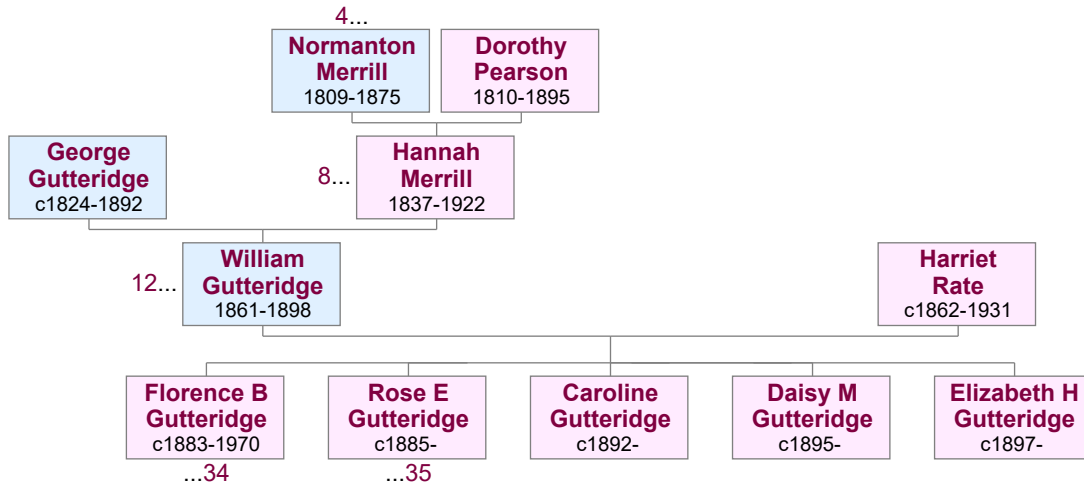 4...
Normanton
Merrill
1809-1875
Dorothy
Pearson
1810-1895
George
Gutteridge
c1824-1892
8...
Hannah
Merrill
1837-1922
12...
William
Gutteridge
1861-1898
Harriet
Rate
c1862-1931
Florence B
Gutteridge
c1883-1970
...34
Rose E
Gutteridge
c1885-
...35
Caroline
Gutteridge
c1892-
Daisy M
Gutteridge
c1895-
Elizabeth H
Gutteridge
c1897-